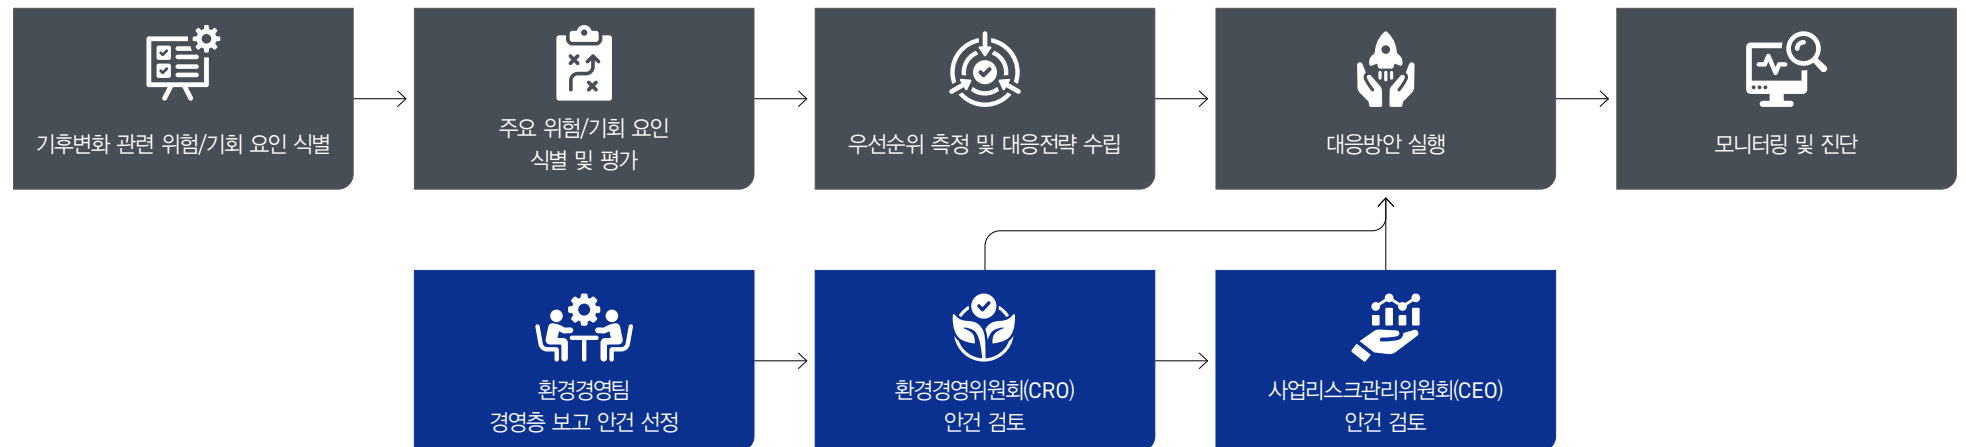 기후변화 관련 위험/기회 요인 식별
주요 위험/기회 요인
식별 및 평가
우선순위 측정 및 대응전략 수립
대응방안 실행
모니터링 및 진단
환경경영팀
경영층 보고 안건 선정
환경경영위원회(CRO)
안건 검토
사업리스크관리위원회(CEO)
안건 검토